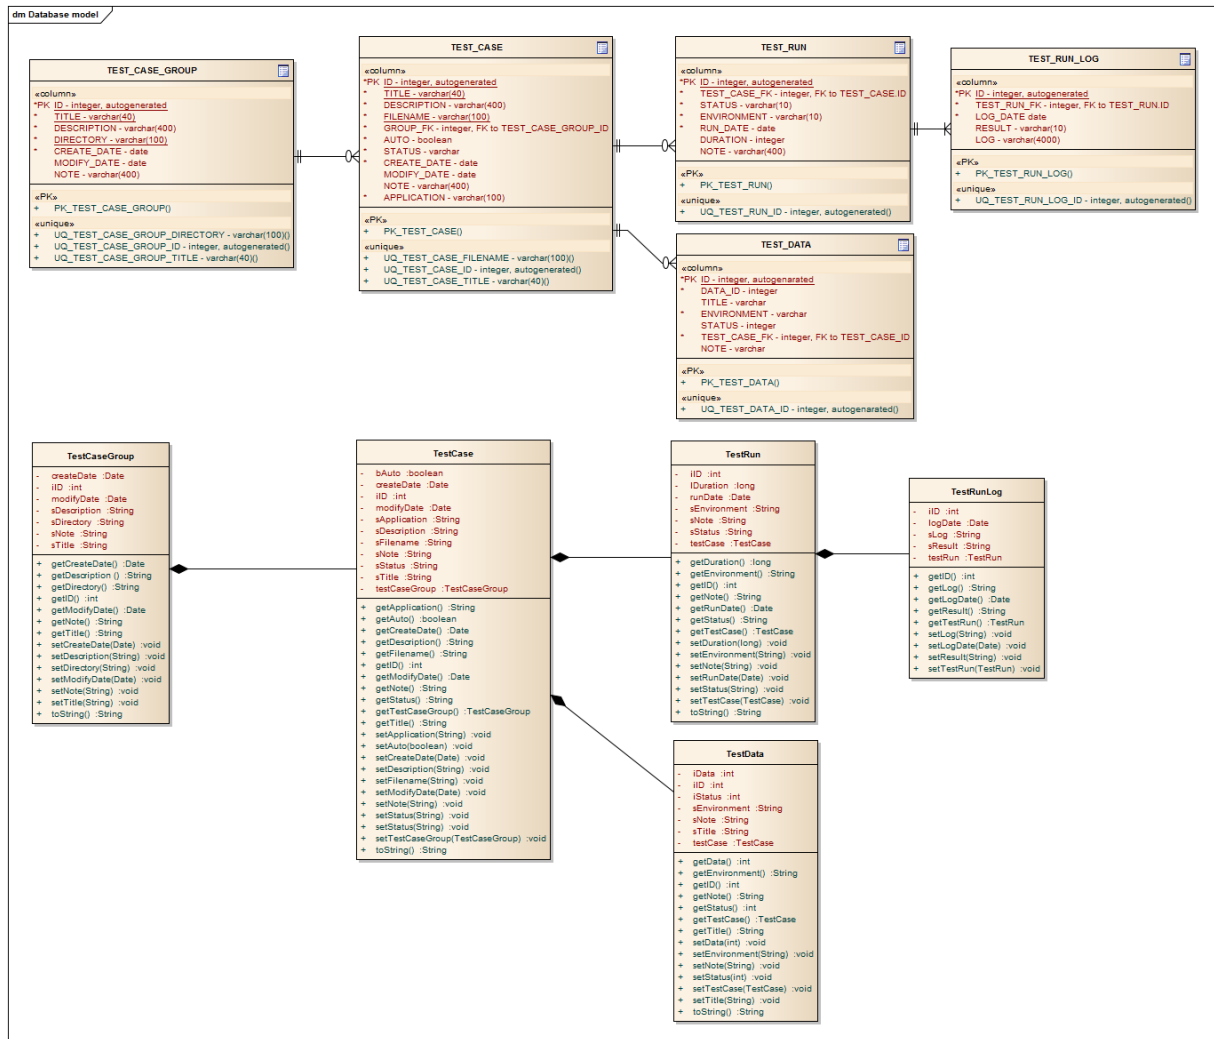 dm Database model
TEST_CASE_GROUP
«column»
*PK ID - integer, autogenerated
* TITLE - varchar(40)
* DESCRIPTION - varchar(400)
* DIRECTORY - varchar(100)
* CREATE_DATE - date
MODIFY_DATE - date
NOTE - varchar(400)
«PK»
+ PK_TEST_CASE_GROUP()
«unique»
+ UQ_TEST_CASE_GROUP_DIRECTORY - varchar(100)()
+ UQ_TEST_CASE_GROUP_ID - integer, autogenerated()
+ UQ_TEST_CASE_GROUP_TITLE - varchar(40)()
TEST_CASE
«column»
*PK ID - integer, autogenerated
* TITLE - varchar(40)
* DESCRIPTION - varchar(400)
* FILENAME - varchar(100)
* GROUP_FK - integer, FK to TEST_CASE_GROUP_ID
* AUTO - boolean
* STATUS - varchar
* CREATE_DATE - date
MODIFY_DATE - date
NOTE - varchar(400)
* APPLICATION - varchar(100)
«PK»
+ PK_TEST_CASE()
«unique»
+ UQ_TEST_CASE_FILENAME - varchar(100)()
+ UQ_TEST_CASE_ID - integer, autogenerated()
+ UQ_TEST_CASE_TITLE - varchar(40)()
TEST_RUN
«column»
*PK ID - integer, autogenerated
* TEST_CASE_FK - integer, FK to TEST_CASE.ID
* STATUS - varchar(10)
* ENVIRONMENT - varchar(10)
* RUN_DATE - date
* DURATION - integer
NOTE - varchar(400)
«PK»
+ PK_TEST_RUN()
«unique»
+ UQ_TEST_RUN_ID - integer, autogenerated()
TEST_RUN_LOG
«column»
*PK ID - integer, autogenerated
* TEST_RUN_FK - integer, FK to TEST_RUN.ID
* LOG_DATE date
* RESULT - varchar(10)
* LOG - varchar(4000)
«PK»
+ PK_TEST_RUN_LOG()
«unique»
+ UQ_TEST_RUN_LOG_ID - integer, autogenerated()
TEST_DATA
«column»
*PK ID - integer, autogenarated
* DATA_ID - integer
TITLE - varchar
* ENVIRONMENT - varchar
STATUS - integer
* TEST_CASE_FK - integer, FK to TEST_CASE_ID
NOTE - varchar
«PK»
+ PK_TEST_DATA()
«unique»
+ UQ_TEST_DATA_ID - integer, autogenarated()
TestCaseGroup
- createDate :Date
- iID :int
- modifyDate :Date
- sDescription :String
- sDirectory :String
- sNote :String
- sTitle :String
+ getCreateDate() :Date
+ getDescription () :String
+ getDirectory() :String
+ getID() :int
+ getModifyDate() :Date
+ getNote() :String
+ getTitle() :String
+ setCreateDate(Date) :void
+ setDescription(String) :void
+ setDirectory(String) :void
+ setModifyDate(Date) :void
+ setNote(String) :void
+ setTitle(String) :void
+ toString() :String
TestCase
- bAuto :boolean
- createDate :Date
- iID :int
- modifyDate :Date
- sApplication :String
- sDescription :String
- sFilename :String
- sNote :String
- sStatus :String
- sTitle :String
- testCaseGroup :TestCaseGroup
+ getApplication() :String
+ getAuto() :boolean
+ getCreateDate() :Date
+ getDescription() :String
+ getFilename() :String
+ getID() :int
+ getModifyDate() :Date
+ getNote() :String
+ getStatus() :String
+ getTestCaseGroup() :TestCaseGroup
+ getTitle() :String
+ setApplication(String) :void
+ setAuto(boolean) :void
+ setCreateDate(Date) :void
+ setDescription(String) :void
+ setFilename(String) :void
+ setModifyDate(Date) :void
+ setNote(String) :void
+ setStatus(String) :void
+ setStatus(String) :void
+ setTestCaseGroup(TestCaseGroup) :void
+ toString() :String
TestRun
- iID :int
- lDuration :long
- runDate :Date
- sEnvironment :String
- sNote :String
- sStatus :String
- testCase :TestCase
+ getDuration() :long
+ getEnvironment() :String
+ getID() :int
+ getNote() :String
+ getRunDate() :Date
+ getStatus() :String
+ getTestCase() :TestCase
+ setDuration(long) :void
+ setEnvironment(String) :void
+ setNote(String) :void
+ setRunDate(Date) :void
+ setStatus(String) :void
+ setTestCase(TestCase) :void
+ toString() :String
TestRunLog
- iID :int
- logDate :Date
- sLog :String
- sResult :String
- testRun :TestRun
+ getID() :int
+ getLog() :String
+ getLogDate() :Date
+ getResult() :String
+ getTestRun() :TestRun
+ setLog(String) :void
+ setLogDate(Date) :void
+ setResult(String) :void
+ setTestRun(TestRun) :void
TestData
- iData :int
- iID :int
- iStatus :int
- sEnvironment :String
- sNote :String
- sTitle :String
- testCase :TestCase
+ getData() :int
+ getEnvironment() :String
+ getID() :int
+ getNote() :String
+ getStatus() :int
+ getTestCase() :TestCase
+ getTitle() :String
+ setData(int) :void
+ setEnvironment(String) :void
+ setNote(String) :void
+ setStatus(int) :void
+ setTestCase(TestCase) :void
+ setTitle(String) :void
+ toString() :String